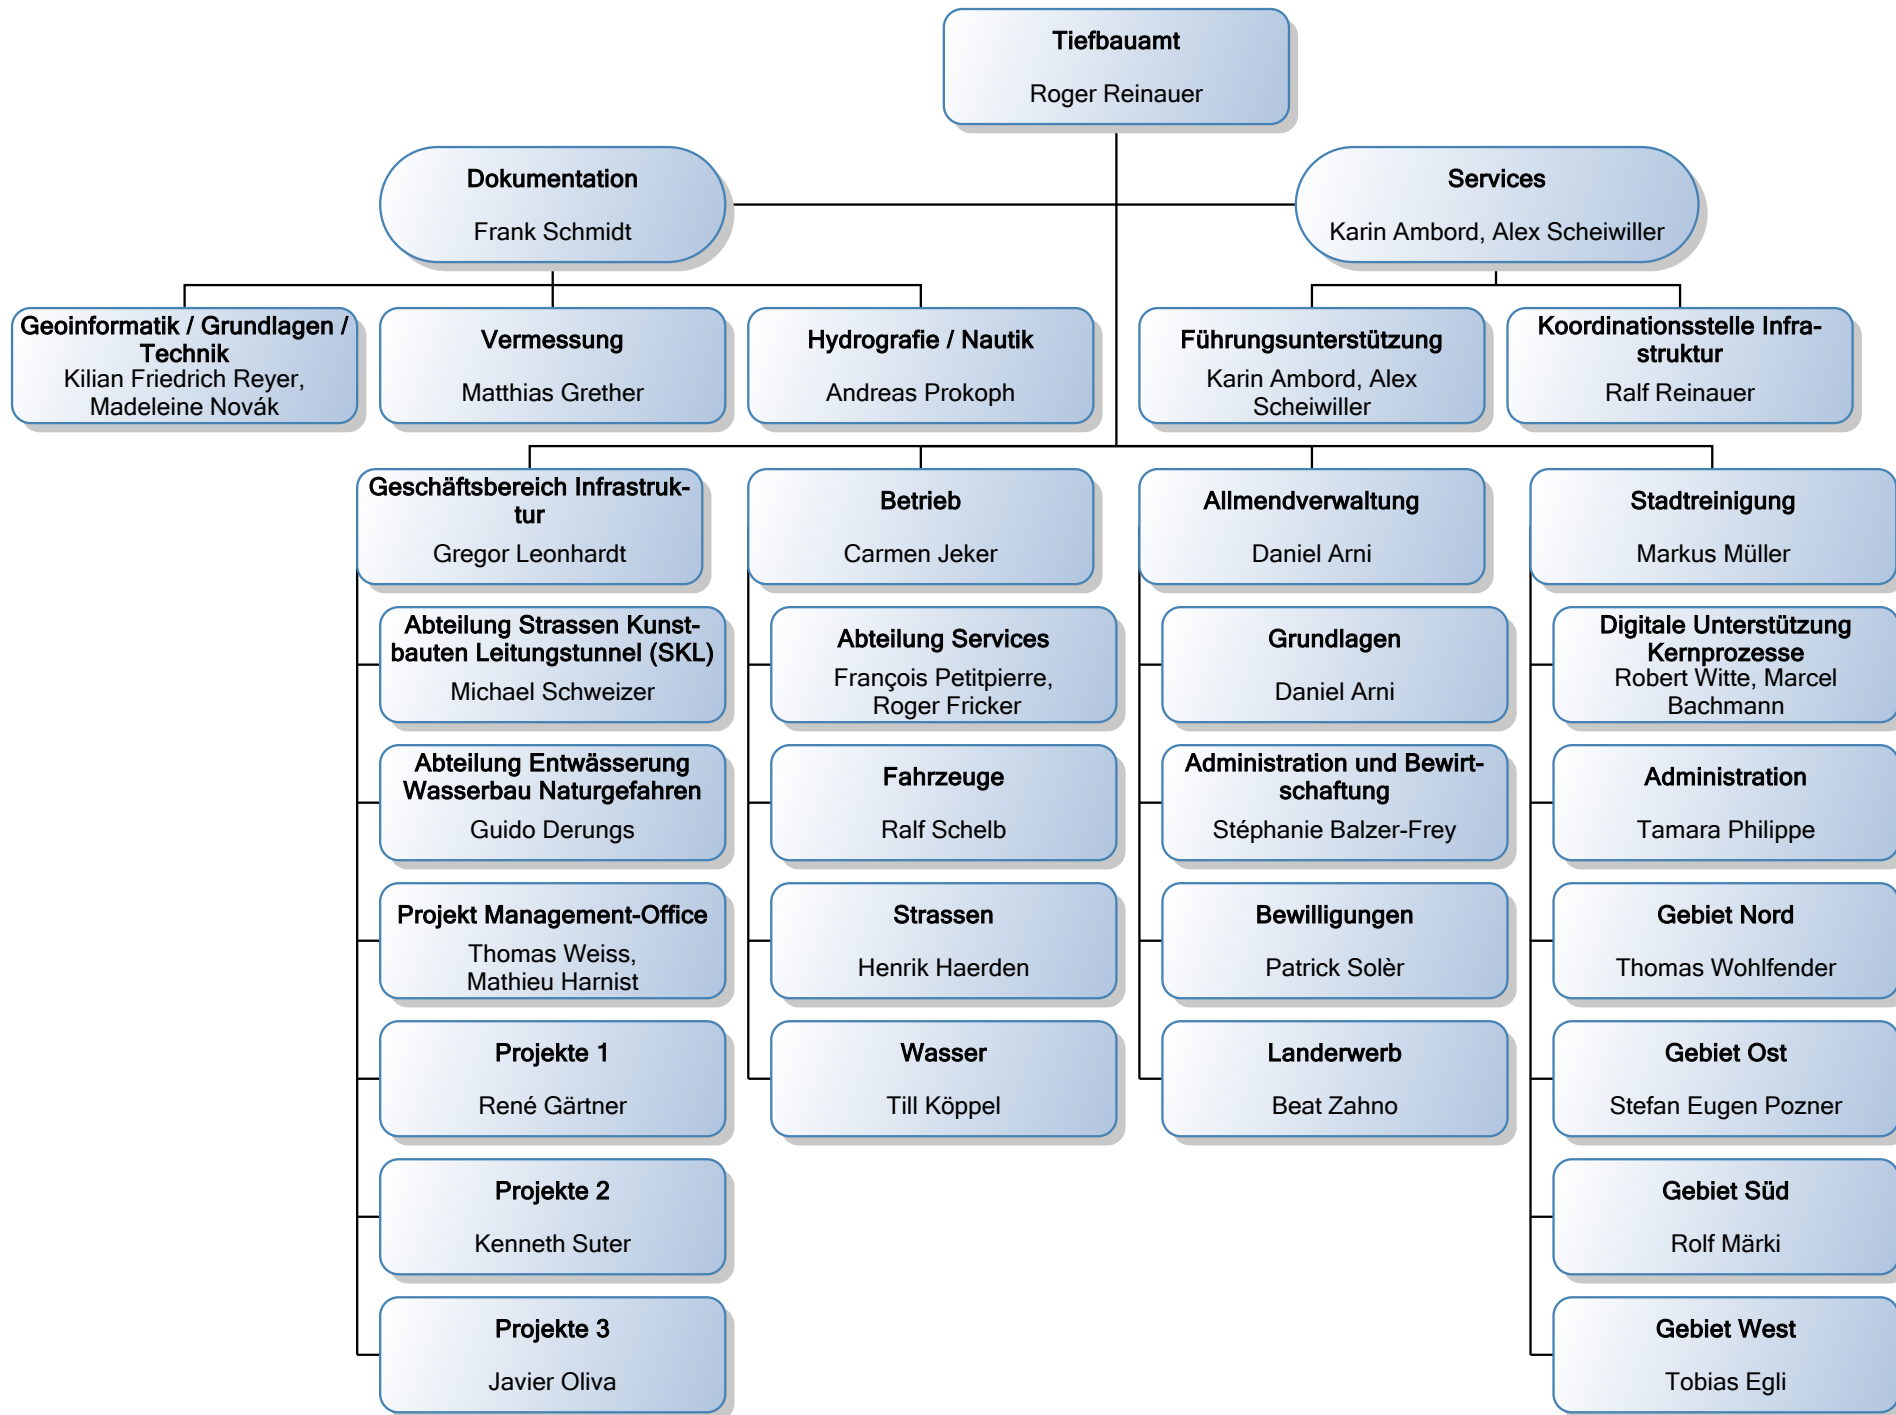 Tiefbauamt
Roger Reinauer
Dokumentation
Frank Schmidt
Services
Karin Ambord, Alex Scheiwiller
Geoinformatik / Grundlagen /
Technik
Kilian Friedrich Reyer,
Madeleine Novák
Vermessung
Matthias Grether
Hydrografie / Nautik
Andreas Prokoph
Führungsunterstützung
Karin Ambord, Alex
Scheiwiller
Koordinationsstelle Infra-
struktur
Ralf Reinauer
Geschäftsbereich Infrastruk-
tur
Gregor Leonhardt
Abteilung Strassen Kunst-
bauten Leitungstunnel (SKL)
Michael Schweizer
Abteilung Entwässerung
Wasserbau Naturgefahren
Guido Derungs
Projekt Management-Office
Thomas Weiss,
Mathieu Harnist
Projekte 1
René Gärtner
Projekte 2
Kenneth Suter
Projekte 3
Javier Oliva
Betrieb
Carmen Jeker
Abteilung Services
François Petitpierre,
Roger Fricker
Fahrzeuge
Ralf Schelb
Strassen
Henrik Haerden
Wasser
Till Köppel
Allmendverwaltung
Daniel Arni
Grundlagen
Daniel Arni
Administration und Bewirt-
schaftung
Stéphanie Balzer-Frey
Bewilligungen
Patrick Solèr
Landerwerb
Beat Zahno
Stadtreinigung
Markus Müller
Digitale Unterstützung
Kernprozesse
Robert Witte, Marcel
Bachmann
Administration
Tamara Philippe
Gebiet Nord
Thomas Wohlfender
Gebiet Ost
Stefan Eugen Pozner
Gebiet Süd
Rolf Märki
Gebiet West
Tobias Egli